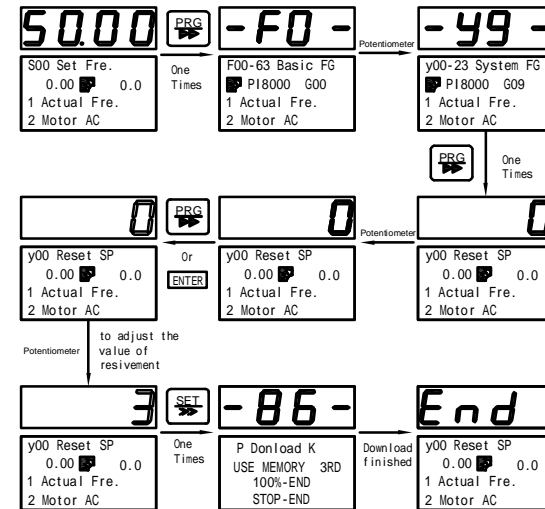 50.00
PRG
One
Times
-F0-
Potentiometer
-y9-
S00 Set Fre.
0.00 0.0
1 Actual Fre.
2 Motor AC
F00-63 Basic FG
PI8000 G00
1 Actual Fre.
2 Motor AC
y00-23 System FG
PI8000 G09
1 Actual Fre.
2 Motor AC
PRG
One
Times
0
PRG
Or
ENTER
0
Potentiometer
0
y00 Reset SP
0.00 0.0
1 Actual Fre.
2 Motor AC
y00 Reset SP
0.00 0.0
1 Actual Fre.
2 Motor AC
y00 Reset SP
0.00 0.0
1 Actual Fre.
2 Motor AC
Potentiometer
to adjust the
value of
resivement
3
SET
One
Times
-86-
Download
finished
End
y00 Reset SP
0.00 0.0
1 Actual Fre.
2 Motor AC
P Donload K
USE MEMORY 3RD
100%-END
STOP-END
y00 Reset SP
0.00 0.0
1 Actual Fre.
2 Motor AC